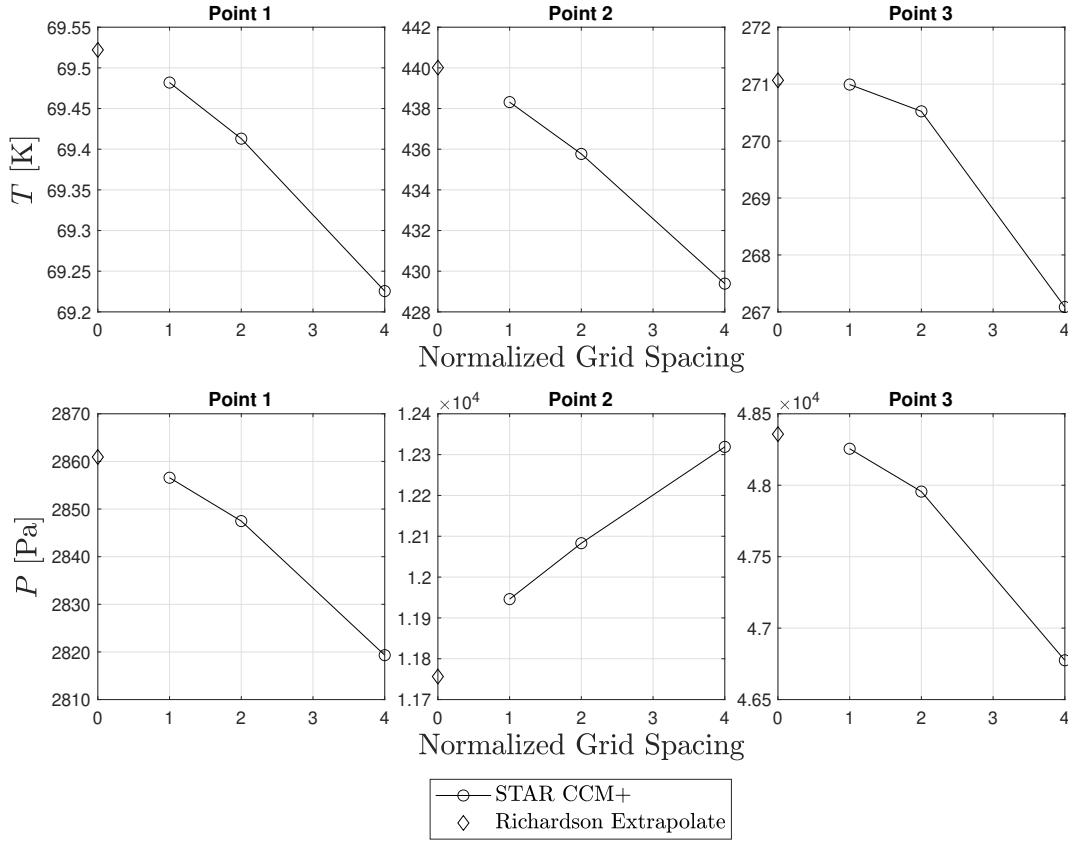 Point 1
Point 2
Point 3
69.55
69.5
69.45
69.4
69.35
69.3
69.25
69.2
442
440
438
436
434
432
430
428
272
271
270
269
268
267
T [K]
0 1 2 3 4
0 1 2 3 4
0 1 2 3 4
Normalized Grid Spacing
Point 1
Point 2
Point 3
2870
2860
2850
2840
2830
2820
2810
×10⁴
1.24
1.23
1.22
1.21
1.2
1.19
1.18
1.17
×10⁴
4.85
4.8
4.75
4.7
4.65
P [Pa]
0 1 2 3 4
0 1 2 3 4
0 1 2 3 4
Normalized Grid Spacing
STAR CCM+
Richardson Extrapolate